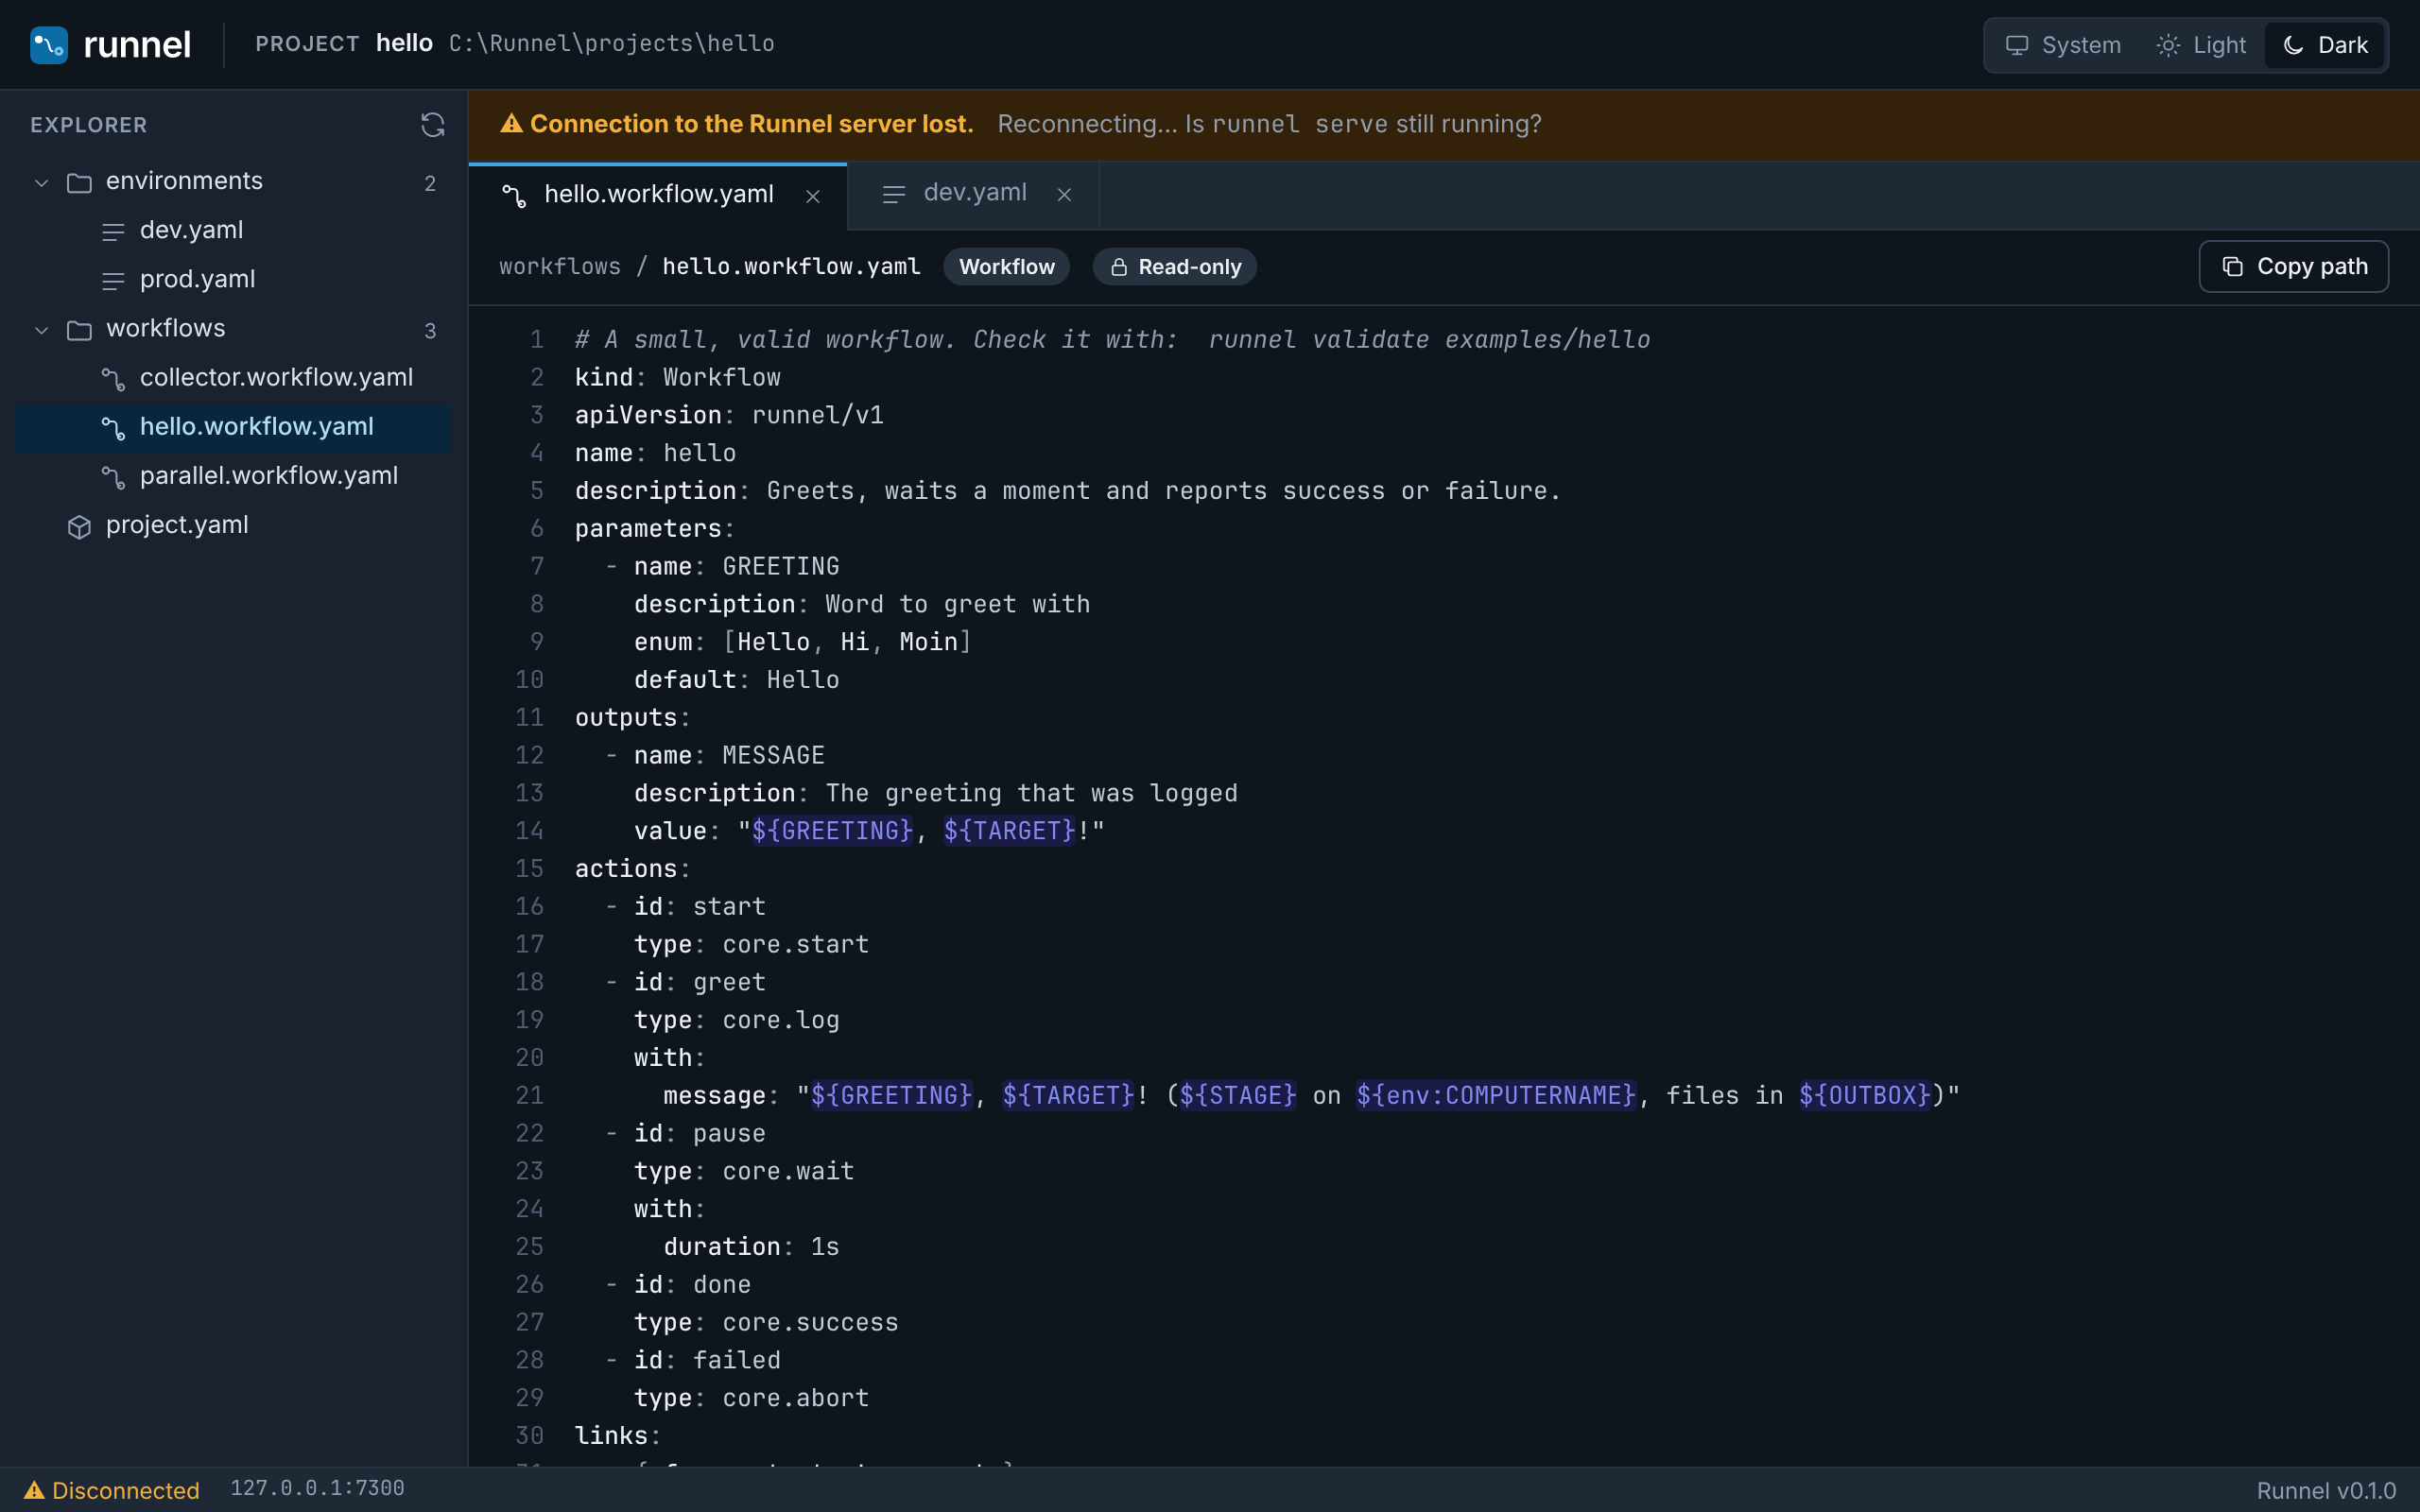 runnel PROJECT hello C:\Runnel\projects\hello System Light Dark
EXPLORER
environments 2
dev.yaml
prod.yaml
workflows 3
collector.workflow.yaml
hello.workflow.yaml
parallel.workflow.yaml
project.yaml
Connection to the Runnel server lost. Reconnecting... Is runnel serve still running?
hello.workflow.yaml dev.yaml
workflows / hello.workflow.yaml Workflow Read-only Copy path
1 # A small, valid workflow. Check it with:  runnel validate examples/hello
2 kind: Workflow
3 apiVersion: runnel/v1
4 name: hello
5 description: Greets, waits a moment and reports success or failure.
6 parameters:
7   - name: GREETING
8     description: Word to greet with
9     enum: [Hello, Hi, Moin]
10     default: Hello
11 outputs:
12   - name: MESSAGE
13     description: The greeting that was logged
14     value: "${GREETING}, ${TARGET}!"
15 actions:
16   - id: start
17     type: core.start
18   - id: greet
19     type: core.log
20     with:
21       message: "${GREETING}, ${TARGET}! (${STAGE} on ${env:COMPUTERNAME}, files in ${OUTBOX})"
22   - id: pause
23     type: core.wait
24     with:
25       duration: 1s
26   - id: done
27     type: core.success
28   - id: failed
29     type: core.abort
30 links:
Disconnected 127.0.0.1:7300 Runnel v0.1.0